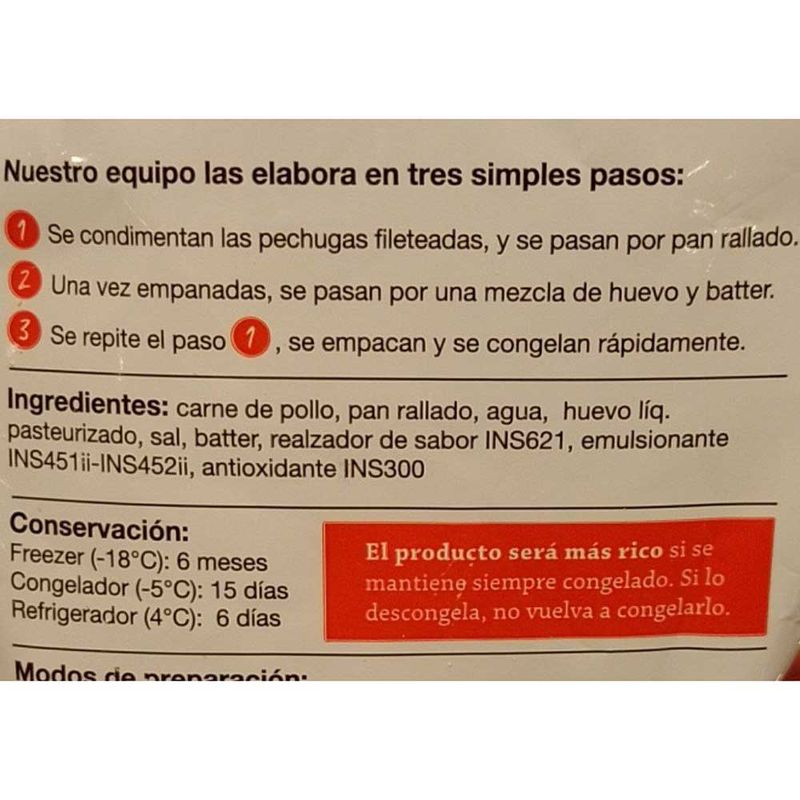 Nuestro equipo las elabora en tres simples pasos:
1 Se condimentan las pechugas fileteadas, y se pasan por pan rallado.
2 Una vez empanadas, se pasan por una mezcla de huevo y batter.
3 Se repite el paso 1, se empacan y se congelan rápidamente.
Ingredientes: carne de pollo, pan rallado, agua, huevo líq.
pasteurizado, sal, batter, realzador de sabor INS621, emulsionante
INS451ii-INS452ii, antioxidante INS300
Conservación:
Freezer (-18°C): 6 meses
Congelador (-5°C): 15 días
Refrigerador (4°C): 6 días
El producto será más rico si se
mantiene siempre congelado. Si lo
descongela, no vuelva a congelarlo.
Modos de preparación: